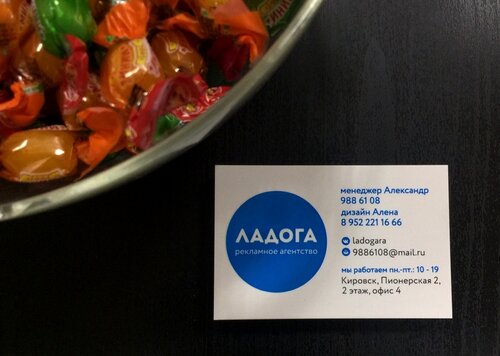 ЛАДОГА
рекламное агентство
менеджер Александр
988 61 08
дизайн Алена
8 952 221 16 66
ladogara
9886108@mail.ru
мы работаем пн.-пт.: 10 - 19
Кировск, Пионерская 2,
2 этаж, офис 4